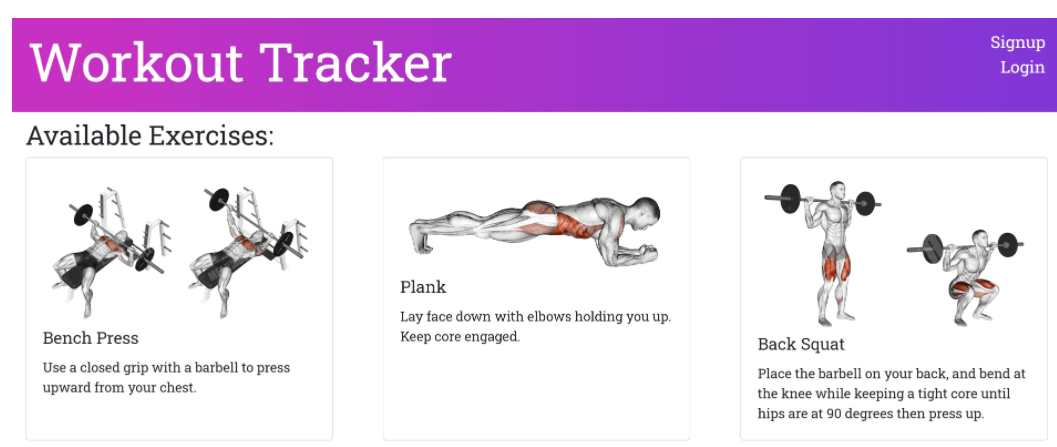 Workout Tracker
Signup
Login
Available Exercises:
Bench Press
Use a closed grip with a barbell to press
upward from your chest.
Plank
Lay face down with elbows holding you up.
Keep core engaged.
Back Squat
Place the barbell on your back, and bend at
the knee while keeping a tight core until
hips are at 90 degrees then press up.